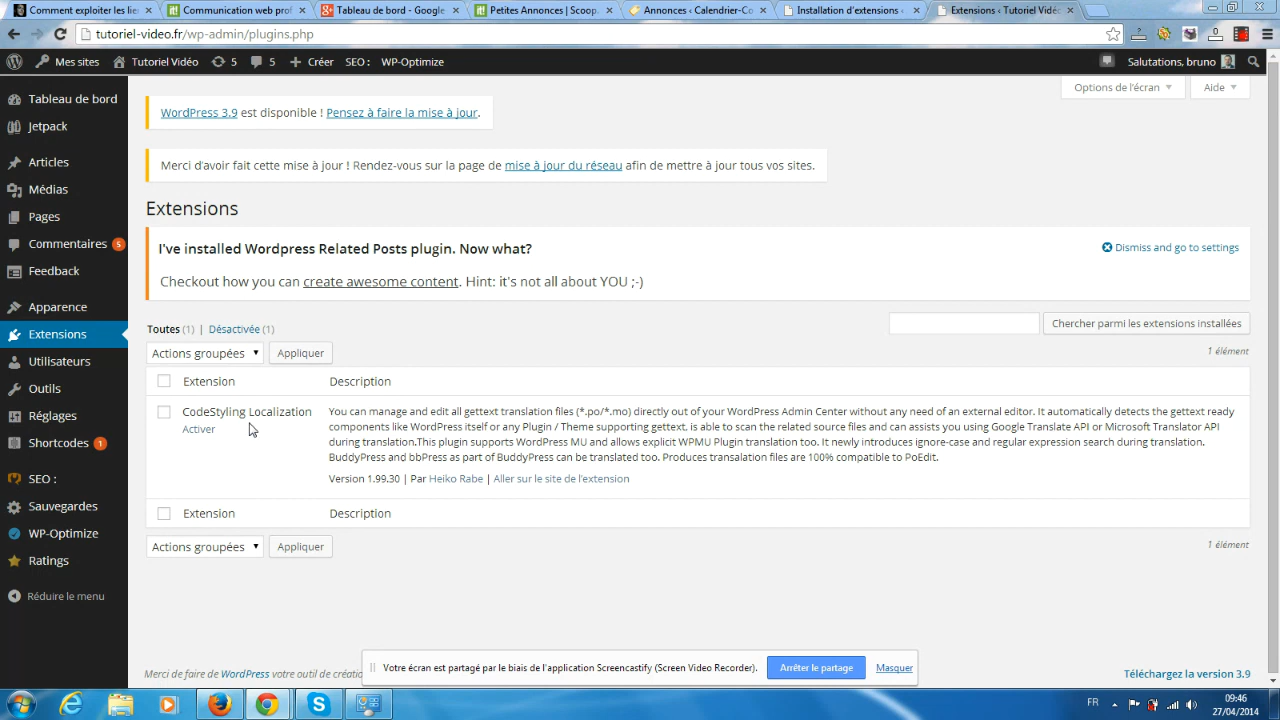 Comment exploiter les lien
Communication web prof
Tableau de bord - Google
Petites Annonces | Scoop.
Annonces ‹ Calendrier-Co
Installation d'extensions ‹
Extensions ‹ Tutoriel Vidé
tutoriel-video.fr/wp-admin/plugins.php
Mes sites
Tutoriel Vidéo
5
5
Créer
SEO :
WP-Optimize
Salutations, bruno
Options de l'écran
Aide
Tableau de bord
Jetpack
Articles
Médias
Pages
Commentaires 5
Feedback
Apparence
Extensions
Utilisateurs
Outils
Réglages
Shortcodes 1
SEO :
Sauvegardes
WP-Optimize
Ratings
Réduire le menu
WordPress 3.9 est disponible ! Pensez à faire la mise à jour.
Merci d'avoir fait cette mise à jour ! Rendez-vous sur la page de mise à jour du réseau afin de mettre à jour tous vos sites.
Extensions
I've installed Wordpress Related Posts plugin. Now what?
Dismiss and go to settings
Checkout how you can create awesome content. Hint: it's not all about YOU ;-)
Toutes (1) | Désactivée (1)
Chercher parmi les extensions installées
Actions groupées
Appliquer
1 élément
Extension
Description
CodeStyling Localization
Activer
You can manage and edit all gettext translation files (*.po/*.mo) directly out of your WordPress Admin Center without any need of an external editor. It automatically detects the gettext ready
components like WordPress itself or any Plugin / Theme supporting gettext, is able to scan the related source files and can assists you using Google Translate API or Microsoft Translator API
during translation.This plugin supports WordPress MU and allows explicit WPMU Plugin translation too. It newly introduces ignore-case and regular expression search during translation.
BuddyPress and bbPress as part of BuddyPress can be translated too. Produces transalation files are 100% compatible to PoEdit.
Version 1.99.30 | Par Heiko Rabe | Aller sur le site de l'extension
Extension
Description
Actions groupées
Appliquer
1 élément
Merci de faire de WordPress votre outil de créatio
Téléchargez la version 3.9
Votre écran est partagé par le biais de l'application Screencastify (Screen Video Recorder).
Arrêter le partage
Masquer
FR
09:46
27/04/2014